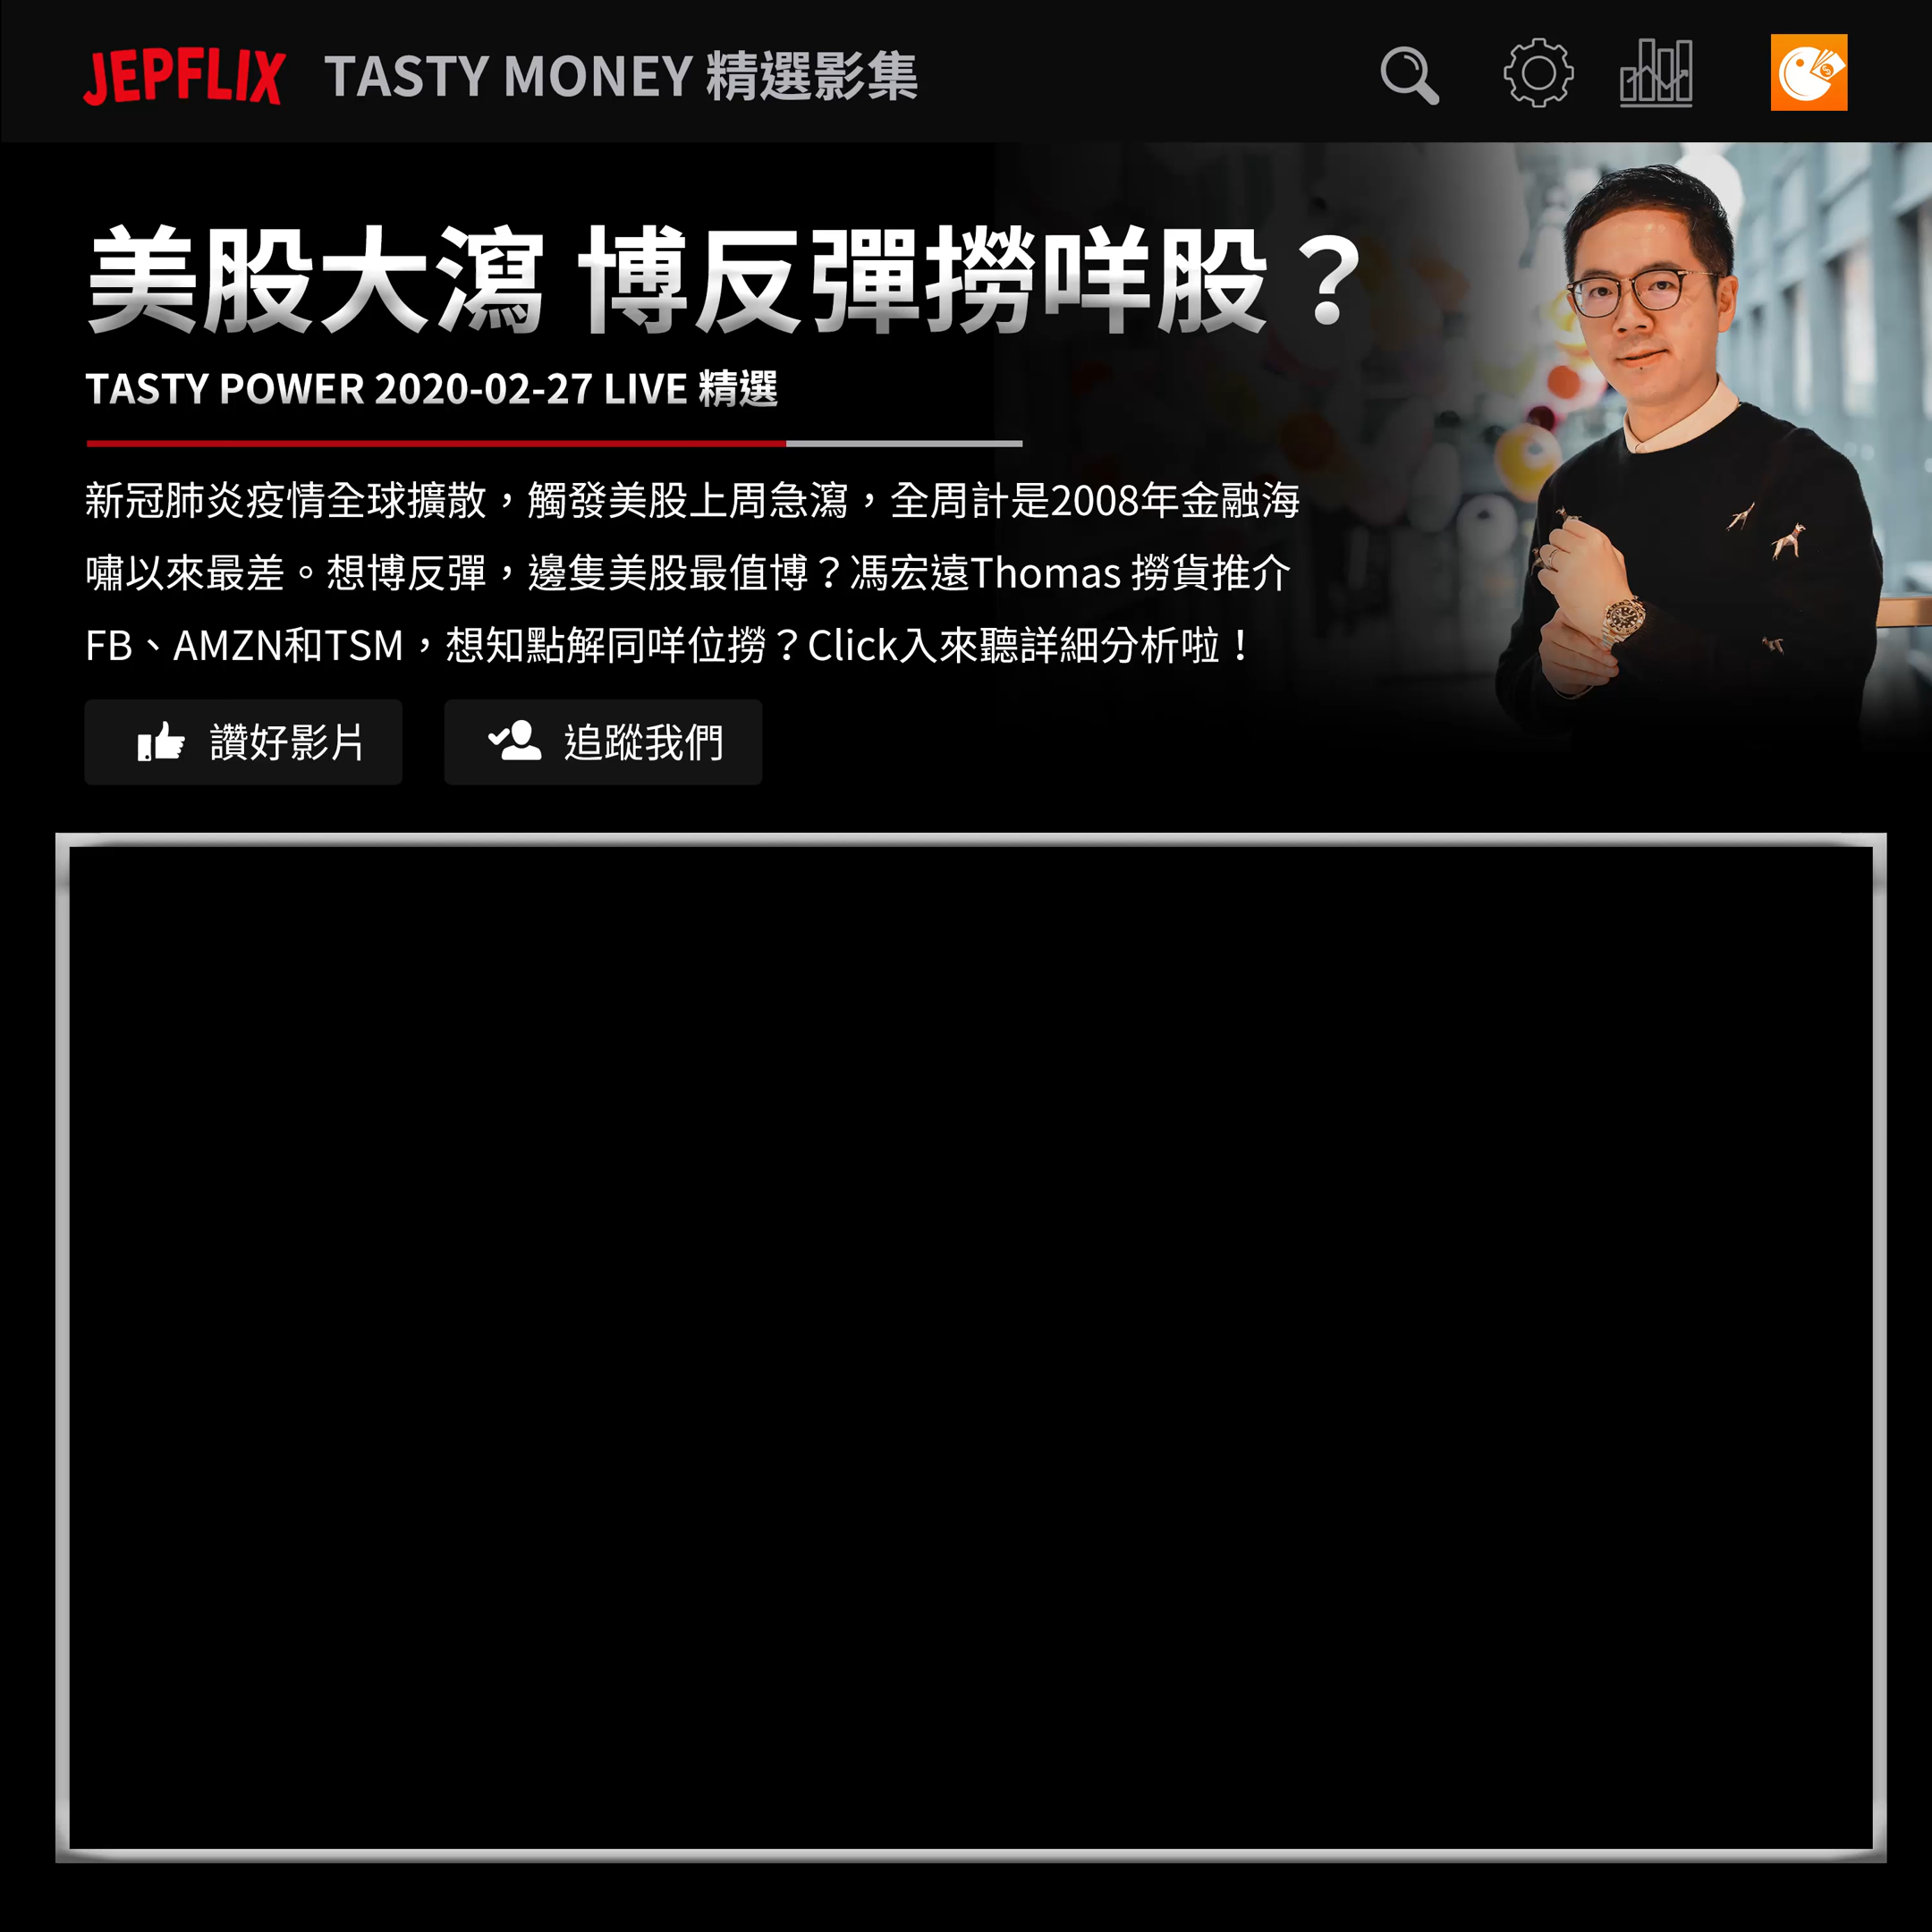 JEPFLIX TASTY MONEY 精選影集
美股大瀉 博反彈撈咩股？
TASTY POWER 2020-02-27 LIVE 精選
新冠肺炎疫情全球擴散，觸發美股上周急瀉，全周計是2008年金融海
嘯以來最差。想博反彈，邊隻美股最值博？馮宏遠Thomas 撈貨推介
FB、AMZN和TSM，想知點解同咩位撈？Click入來聽詳細分析啦！
讚好影片 追蹤我們